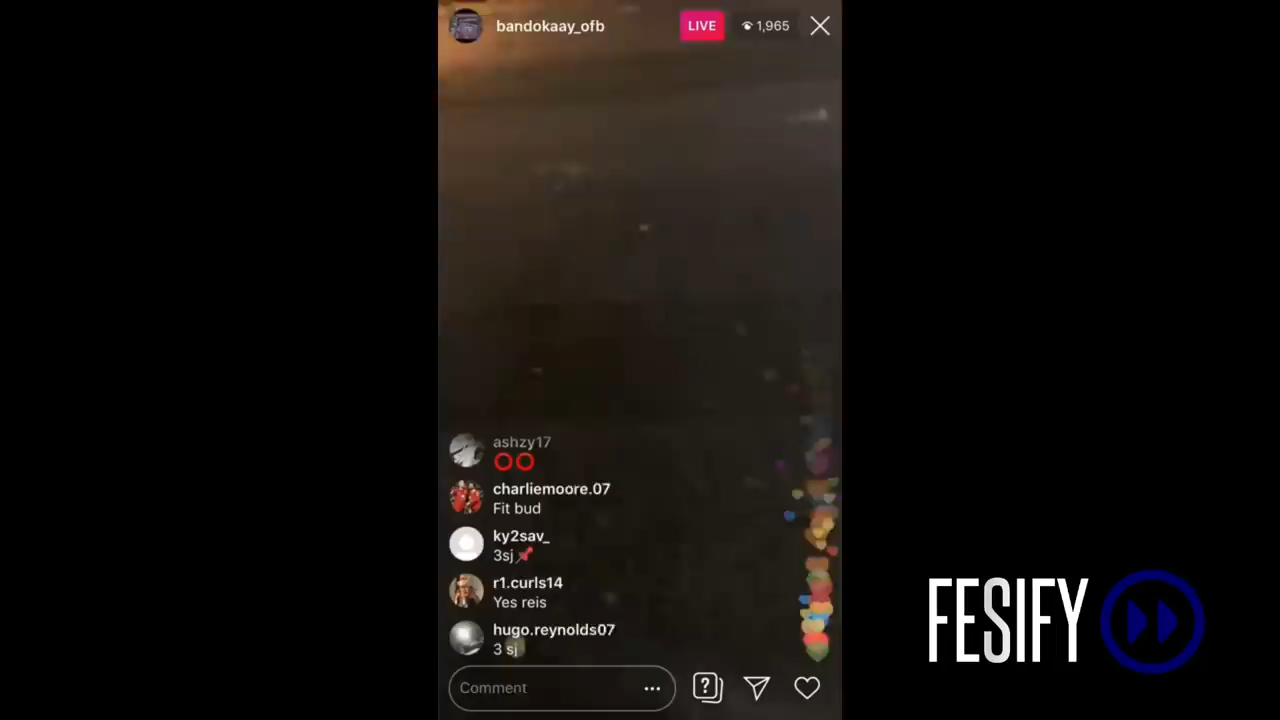 bandokaay_ofb
LIVE
1,965
ashzy17
⭕⭕
charliemoore.07
Fit bud
ky2sav_
3sj📌
r1.curls14
Yes reis
hugo.reynolds07
3 sj
Comment
FESIFY